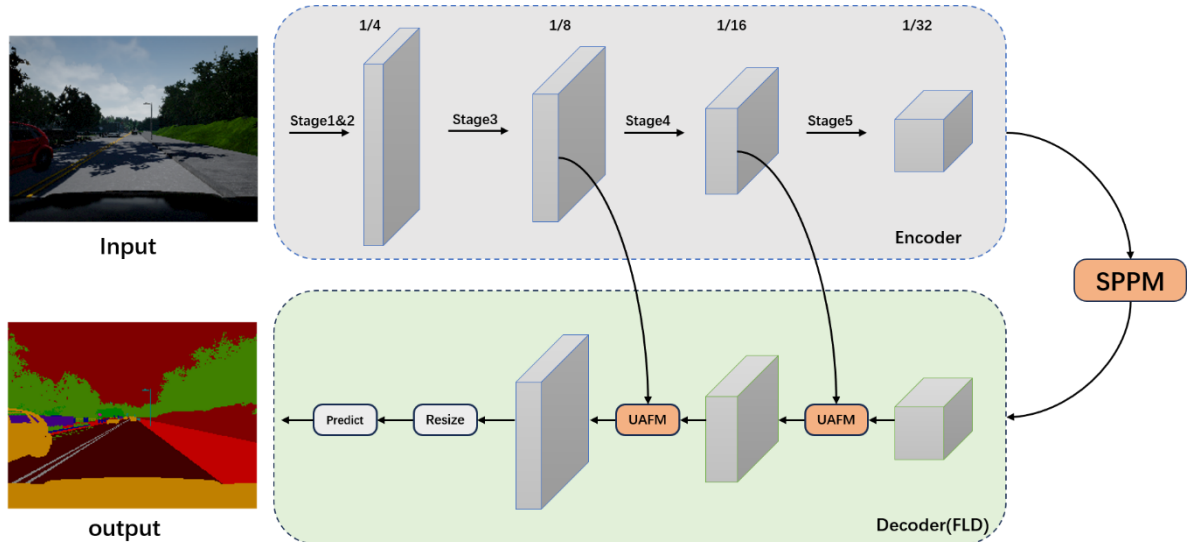 1/4
1/8
1/16
1/32
Stage1&2
Stage3
Stage4
Stage5
Input
Encoder
SPPM
Predict
Resize
UAFM
UAFM
output
Decoder(FLD)